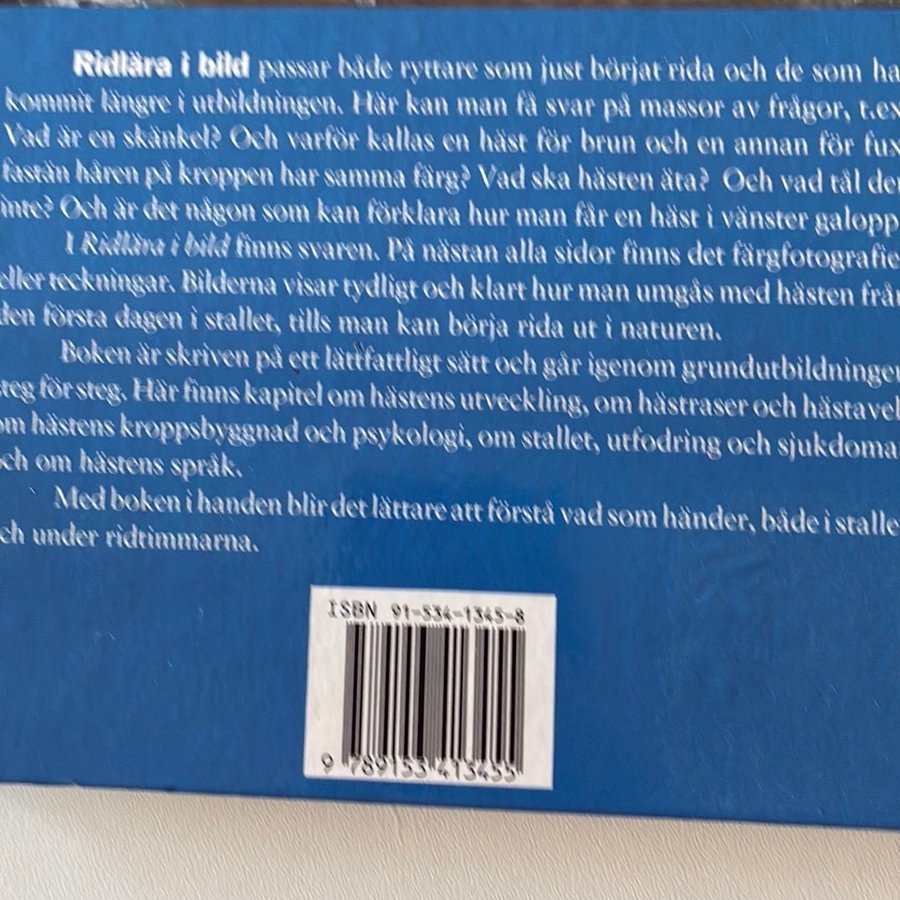 Ridlära i bild passar både ryttare som just börjat rida och de som ha
kommit längre i utbildningen. Här kan man få svar på massor av frågor, t.ex
Vad är en skänkel? Och varför kallas en häst för brun och en annan för fux
fastän håren på kroppen har samma färg? Vad ska hästen äta? Och vad tål de
inte? Och är det någon som kan förklara hur man får en häst i vänster galopp
I Ridlära i bild finns svaren. På nästan alla sidor finns det färgfotografie
eller teckningar. Bilderna visar tydligt och klart hur man umgås med hästen frå
den första dagen i stallet, tills man kan börja rida ut i naturen.
Boken är skriven på ett lättfattligt sätt och går igenom grundutbildninge
steg för steg. Här finns kapitel om hästens utveckling, om hästraser och hästavel
om hästens kroppsbyggnad och psykologi, om stallet, utfodring och sjukdoma
och om hästens språk.
Med boken i handen blir det lättare att förstå vad som händer, både i stalle
ch under ridtimmarna.
ISBN 91-534-1345-8
9 789153 413455